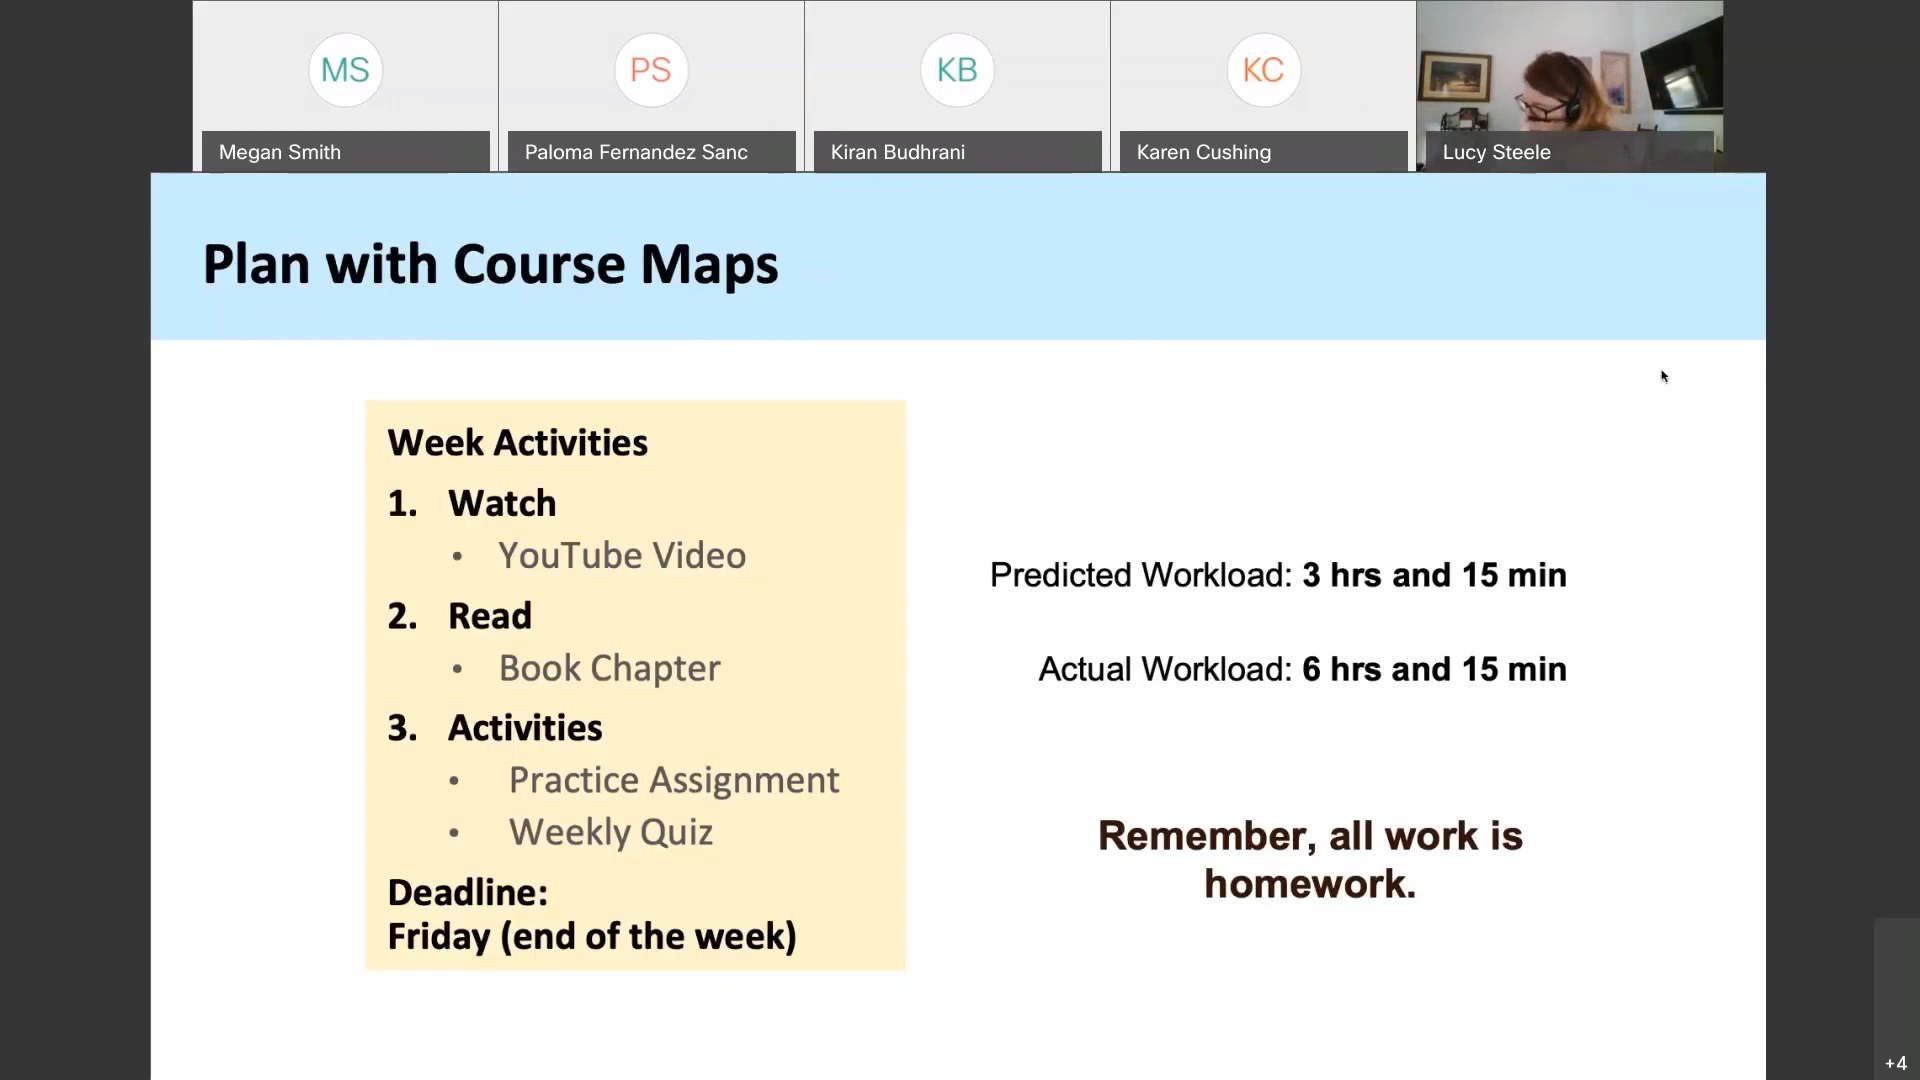 MS
PS
KB
KC
Megan Smith
Paloma Fernandez Sanc
Kiran Budhrani
Karen Cushing
Lucy Steele
Plan with Course Maps
Week Activities
1. Watch
• YouTube Video
2. Read
• Book Chapter
3. Activities
• Practice Assignment
• Weekly Quiz
Deadline:
Friday (end of the week)
Predicted Workload: 3 hrs and 15 min
Actual Workload: 6 hrs and 15 min
Remember, all work is
homework.
+4